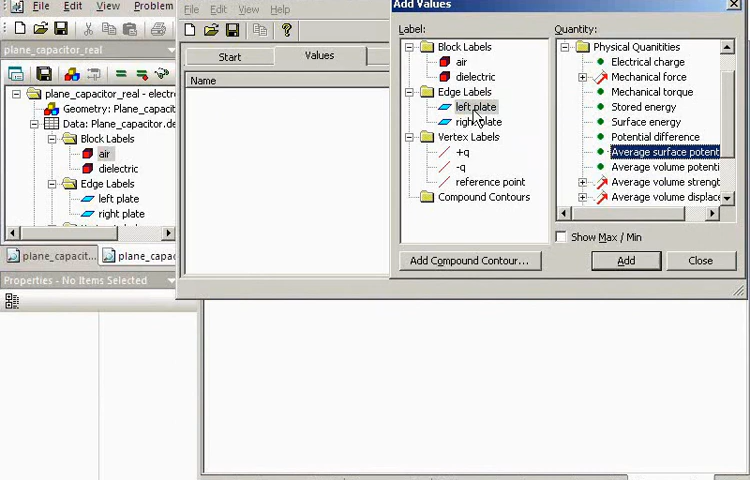 File Edit View Problem
plane_capacitor_real
plane_capacitor_real - electro
Geometry: Plane_capacit
Data: Plane_capacitor.de
Block Labels
air
dielectric
Edge Labels
left plate
right plate
plane_capacit...
plane_capa
Properties - No Items Selected
File Edit View Help
Start
Values
Name
Add Values
Label:
Block Labels
air
dielectric
Edge Labels
left plate
right plate
Vertex Labels
+q
-q
reference point
Compound Contours
Add Compound Contour...
Quantity:
Physical Quantities
Electrical charge
Mechanical force
Mechanical torque
Stored energy
Surface energy
Potential difference
Average surface potent
Average volume potenti
Average volume strengt
Average volume displace
Show Max / Min
Add
Close